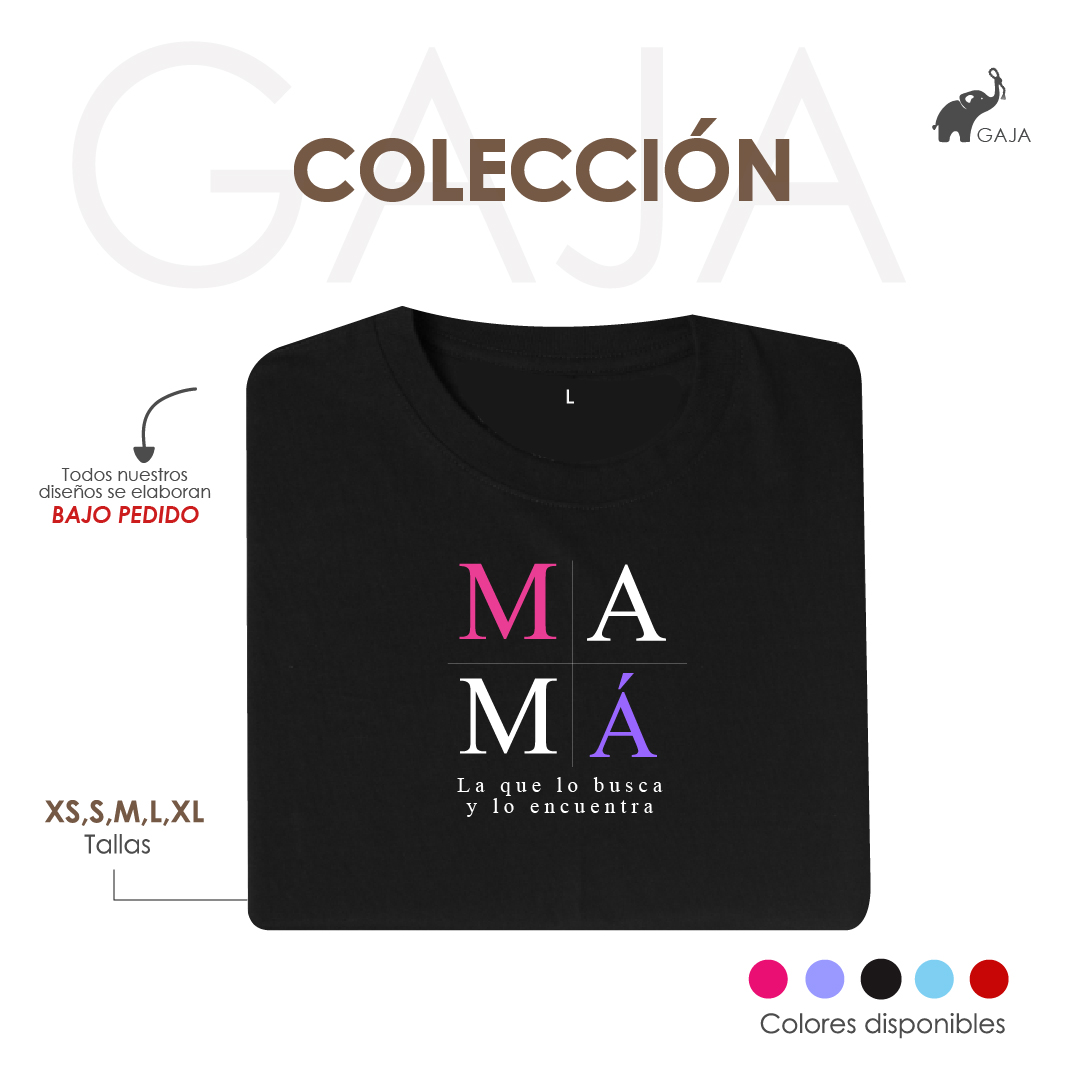 GAJA
COLECCIÓN
GAJA
L
Todos nuestros
diseños se elaboran
BAJO PEDIDO
M A
M Á
La que lo busca
y lo encuentra
XS,S,M,L,XL
Tallas
Colores disponibles